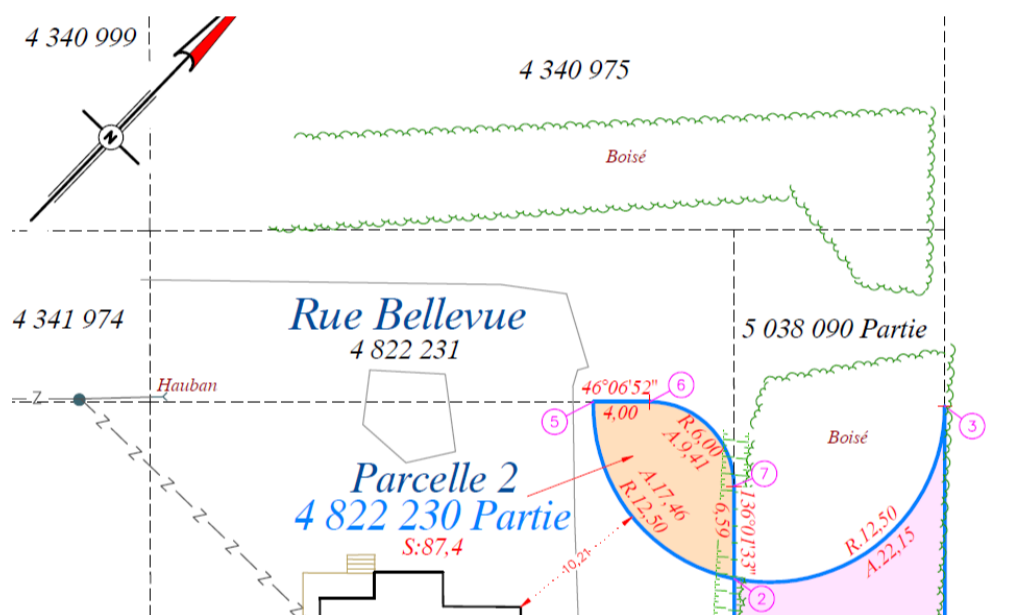 4 340 999
4 340 975
N
Boisé
Rue Bellevue
4 822 231
4 341 974
5 038 090 Partie
Hauban
Z
46°06'52"
6
5
4,00
R.6,00
A.9,41
Boisé
3
7
Parcelle 2
4 822 230 Partie
S:87,4
A.17,46
R.12,50
6,59
136°01'33"
R.12,50
A.22,15
10,21
2
Z
Z
Z
Z
Z
Z